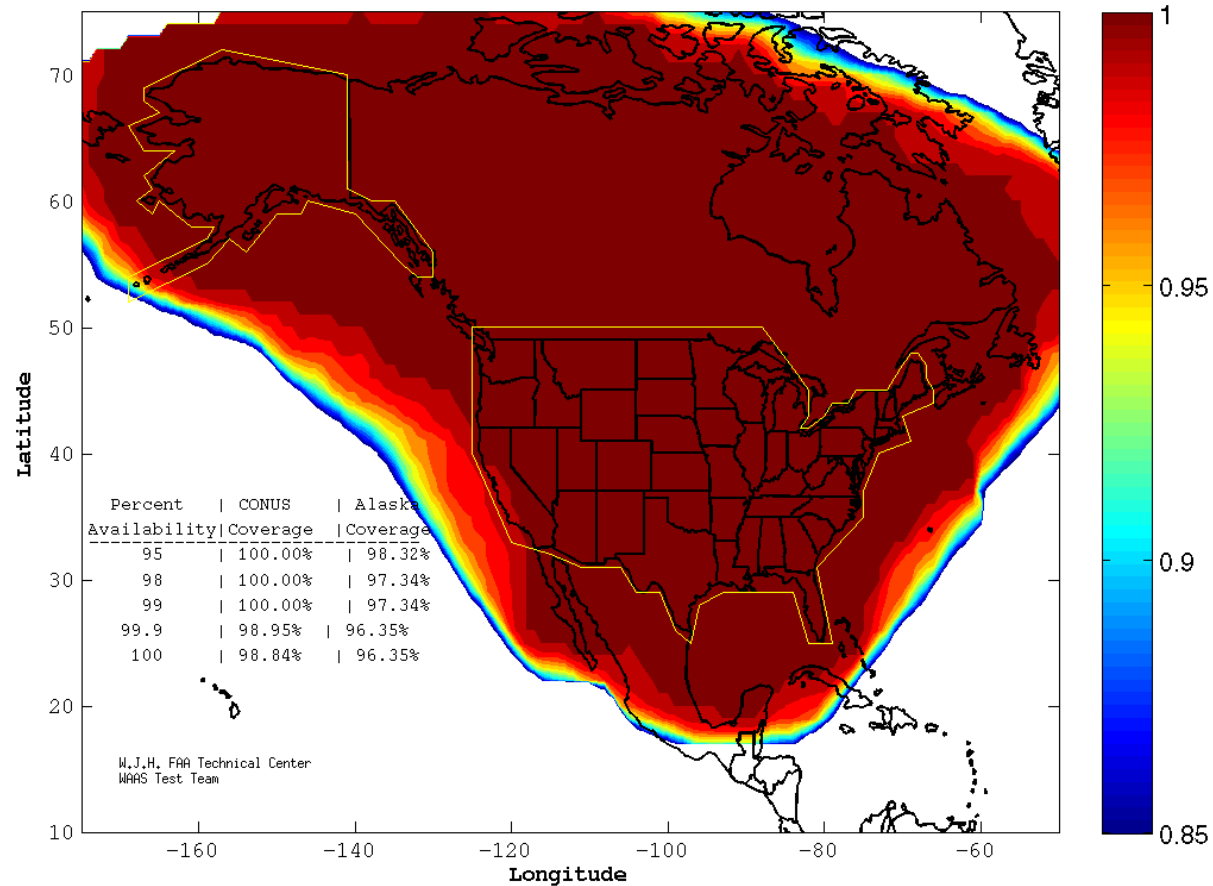 1
70
60
50
40
30
20
10
0.95
0.9
0.85
Latitude
Percent | CONUS | Alaska
Availability|Coverage |Coverage
95 | 100.00% | 98.32%
98 | 100.00% | 97.34%
99 | 100.00% | 97.34%
99.9 | 98.95% | 96.35%
100 | 98.84% | 96.35%
W.J.H. FAA Technical Center
WAAS Test Team
-160 -140 -120 -100 -80 -60
Longitude